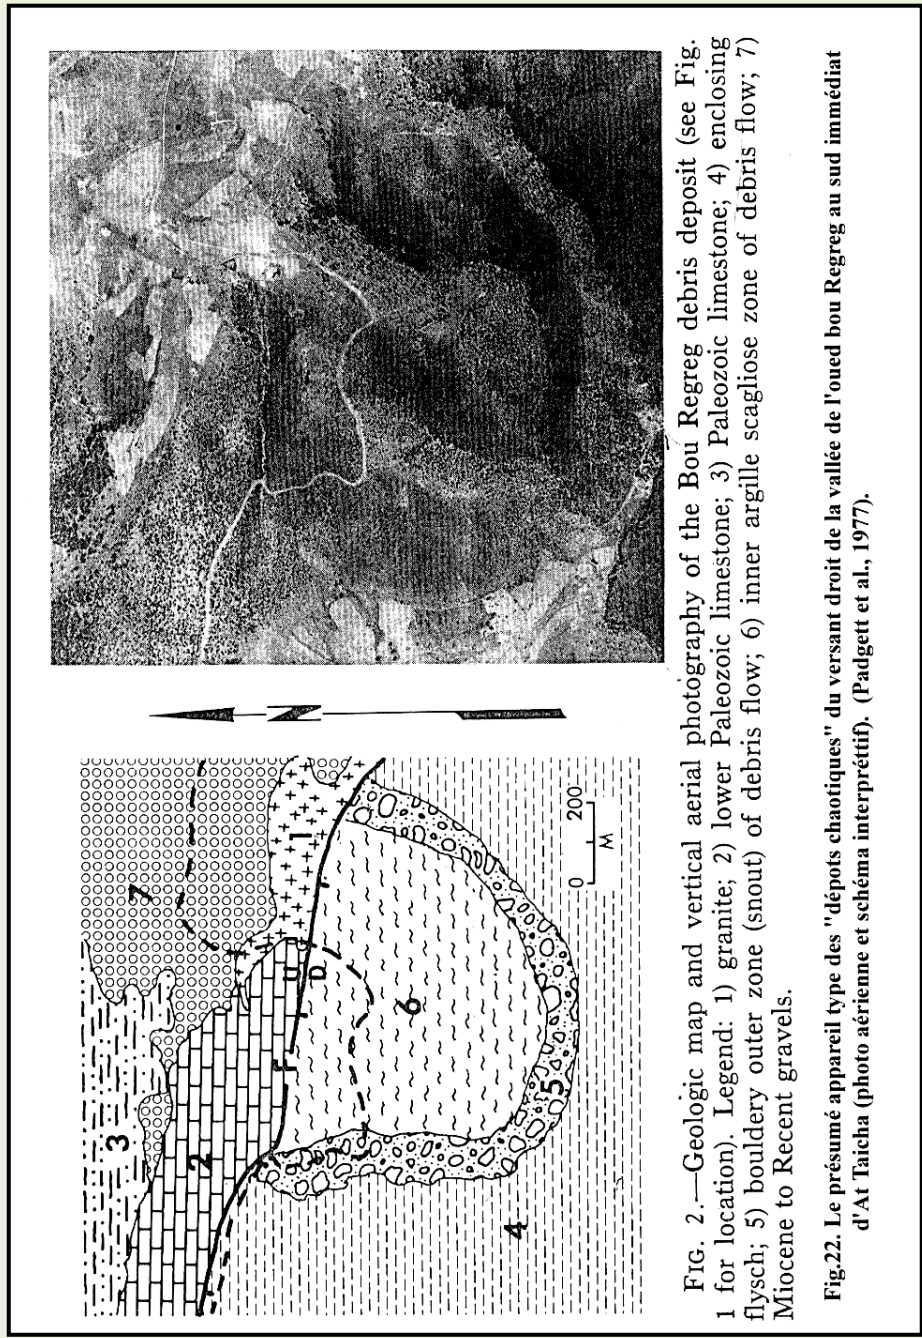 3
7
2
1
U
D
6
4
5
0 200
M
N
FIG. 2.—Geologic map and vertical aerial photography of the Bou Regreg debris deposit (see Fig.
1 for location). Legend: 1) granite; 2) lower Paleozoic limestone; 3) Paleozoic limestone; 4) enclosing
flysch; 5) bouldery outer zone (snout) of debris flow; 6) inner argille scagliose zone of debris flow; 7)
Miocene to Recent gravels.
Fig.22. Le présumé appareil type des "dépots chaotiques" du versant droit de la vallée de l'oued bou Regreg au sud immédiat
d'At Taicha (photo aérienne et schéma interpréttif). (Padgett et al., 1977).